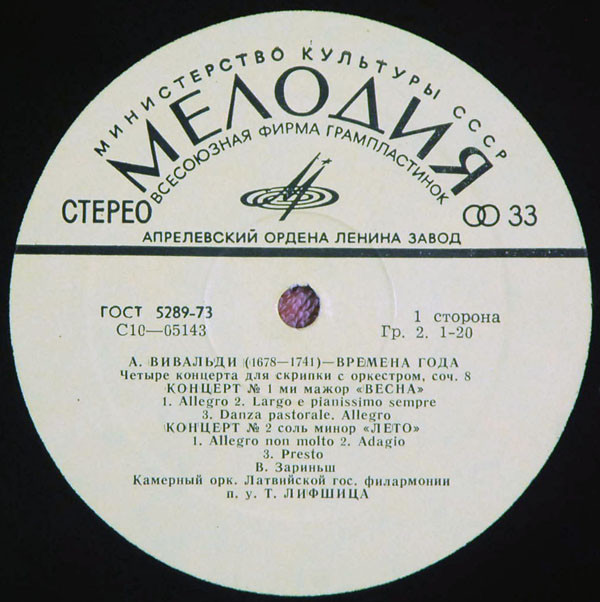 МИНИСТЕРСТВО КУЛЬТУРЫ СССР
МЕЛОДИЯ
ВСЕСОЮЗНАЯ ФИРМА ГРАМПЛАСТИНОК
СТЕРЕО 33
АПРЕЛЕВСКИЙ ОРДЕНА ЛЕНИНА ЗАВОД
ГОСТ 5289-73 1 сторона
С10—05143 Гр. 2. 1-20
А. ВИВАЛЬДИ (1678—1741)—ВРЕМЕНА ГОДА
Четыре концерта для скрипки с оркестром, соч. 8
КОНЦЕРТ № 1 ми мажор «ВЕСНА»
1. Allegro 2. Largo e pianissimo sempre
3. Danza pastorale. Allegro
КОНЦЕРТ № 2 соль минор «ЛЕТО»
1. Allegro non molto 2. Adagio
3. Presto
В. Зариньш
Камерный орк. Латвийской гос. филармонии
п. у. Т. ЛИФШИЦА